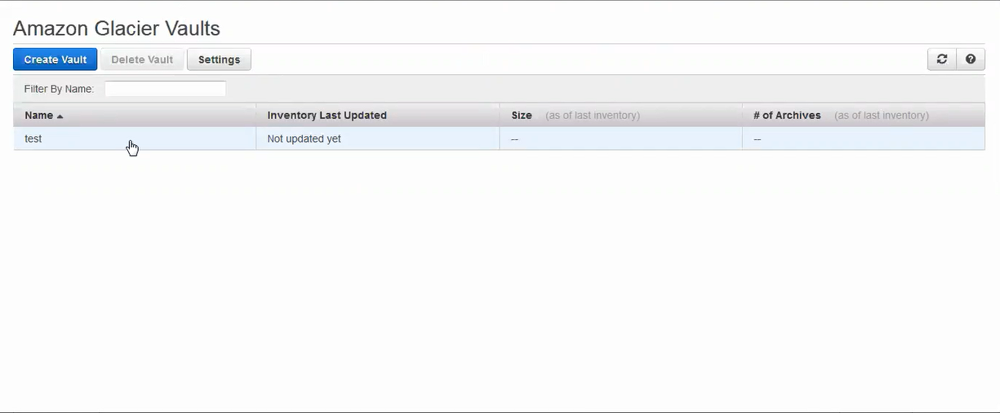 Amazon Glacier Vaults
Create Vault Delete Vault Settings
Filter By Name:
Name Inventory Last Updated Size (as of last inventory) # of Archives (as of last inventory)
test Not updated yet -- --